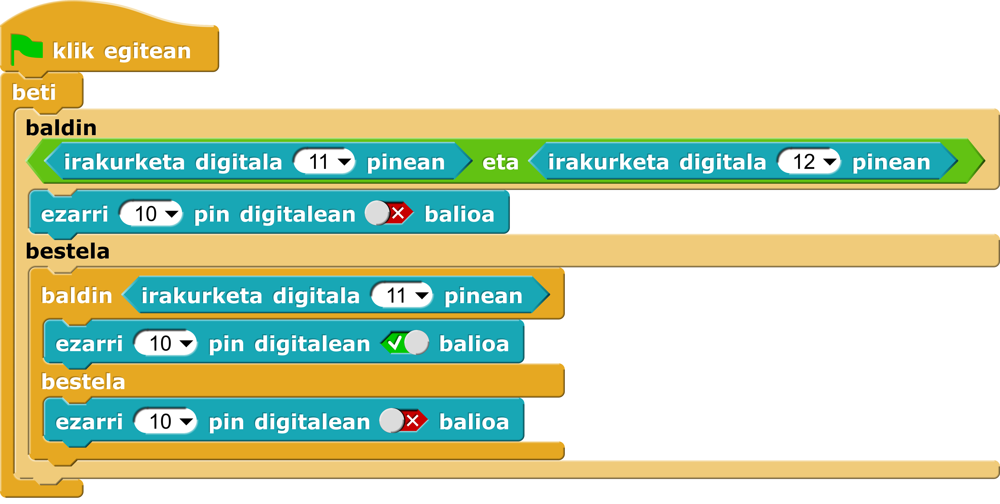 klik egitean
beti
baldin
irakurketa digitala 11 pinean eta irakurketa digitala 12 pinean
ezarri 10 pin digitalean balioa
bestela
baldin irakurketa digitala 11 pinean
ezarri 10 pin digitalean balioa
bestela
ezarri 10 pin digitalean balioa